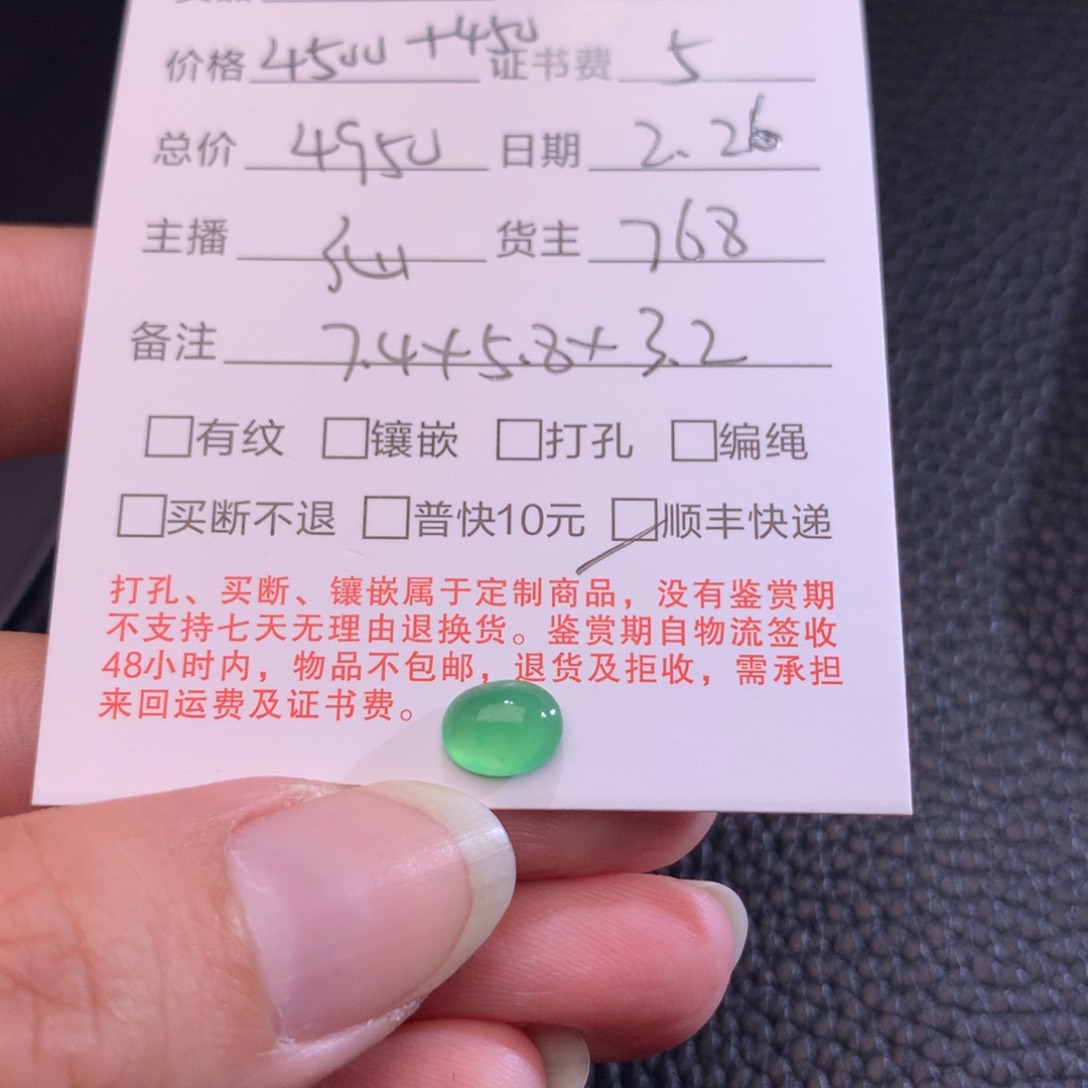 价格 4500 +450 证书费 5
总价 4950 日期 2.26
主播 货主 768
备注 7.4+5.8+3.2
□有纹 □镶嵌 □打孔 □编绳
□买断不退 □普快10元 □顺丰快递
打孔、买断、镶嵌属于定制商品，没有鉴赏期
不支持七天无理由退换货。鉴赏期自物流签收
48小时内，物品不包邮，退货及拒收，需承担
来回运费及证书费。